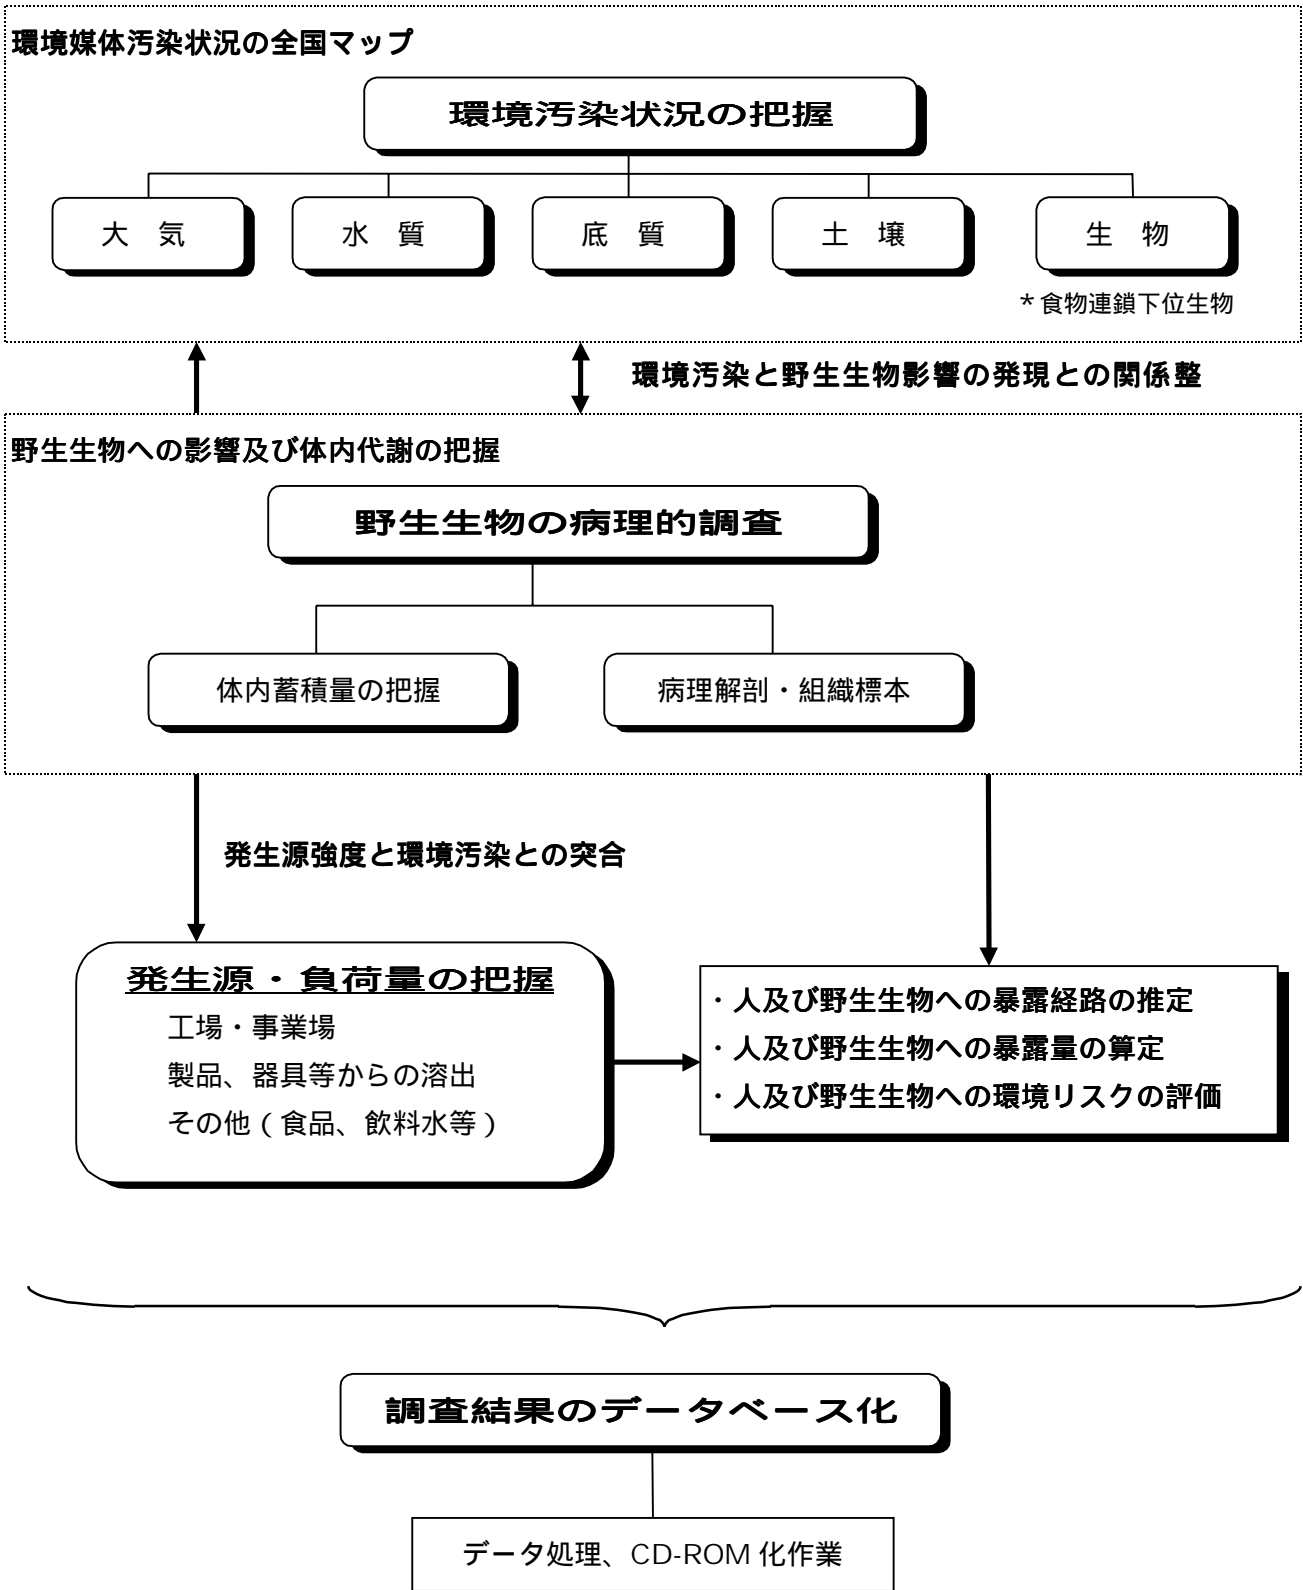 環境媒体汚染状況の全国マップ
環境汚染状況の把握
大　気
水　質
底　質
土　壌
生　物
＊食物連鎖下位生物
環境汚染と野生生物影響の発現との関係整
野生生物への影響及び体内代謝の把握
野生生物の病理的調査
体内蓄積量の把握
病理解剖・組織標本
発生源強度と環境汚染との突合
発生源・負荷量の把握
工場・事業場
製品、器具等からの溶出
その他（食品、飲料水等）
・人及び野生生物への暴露経路の推定
・人及び野生生物への暴露量の算定
・人及び野生生物への環境リスクの評価
調査結果のデータベース化
データ処理、CD-ROM 化作業